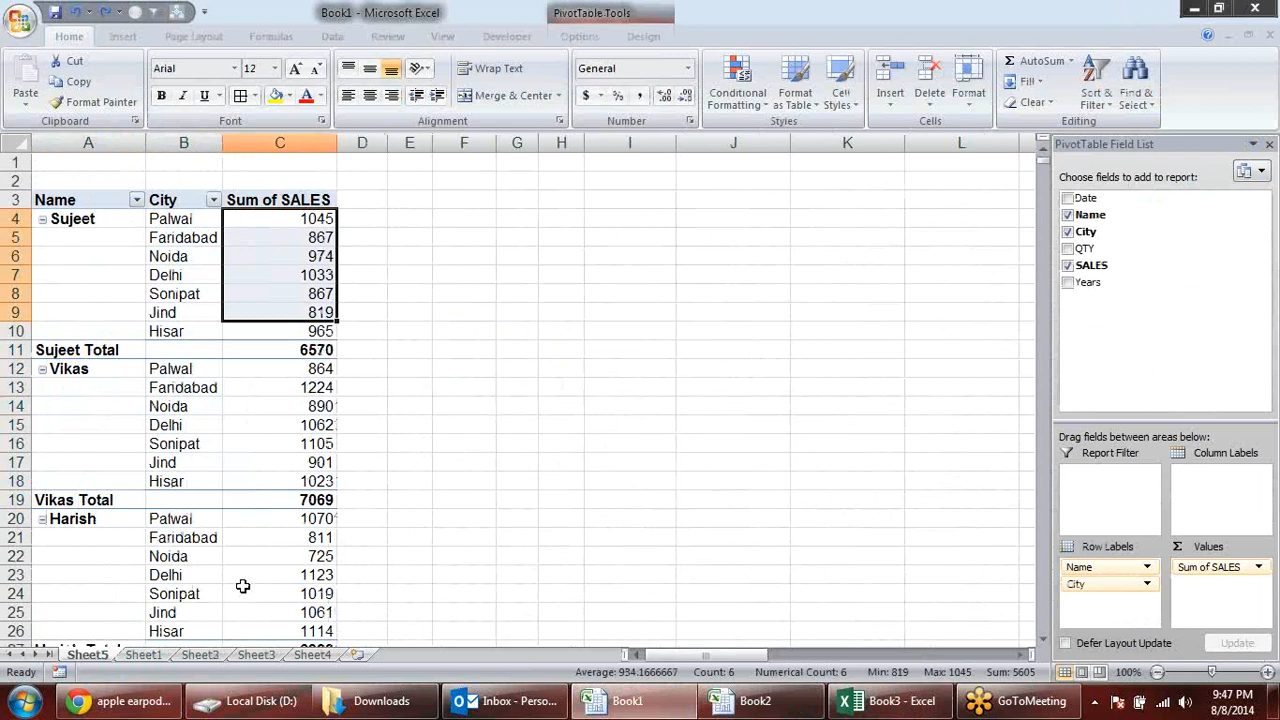 Book1 - Microsoft Excel
PivotTable Tools
Home Insert Page Layout Formulas Data Review View Developer Options Design
Paste
Cut
Copy
Format Painter
Clipboard
Arial 12
B I U
Font
Wrap Text
Merge & Center
Alignment
General
$ % ,
Number
Conditional Formatting
Format as Table
Cell Styles
Styles
Insert Delete Format
Cells
Σ AutoSum
Fill
Clear
Sort & Filter
Find & Select
Editing
A B C D E F G H I J K L
1
2
3 Name City Sum of SALES
4 Sujeet Palwai 1045
5 Faridabad 867
6 Noida 974
7 Delhi 1033
8 Sonipat 867
9 Jind 819
10 Hisar 965
11 Sujeet Total 6570
12 Vikas Palwai 864
13 Faridabad 1224
14 Noida 890
15 Delhi 1062
16 Sonipat 1105
17 Jind 901
18 Hisar 1023
19 Vikas Total 7069
20 Harish Palwai 1070
21 Faridabad 811
22 Noida 725
23 Delhi 1123
24 Sonipat 1019
25 Jind 1061
26 Hisar 1114
PivotTable Field List
Choose fields to add to report:
Date
Name
City
QTY
SALES
Years
Drag fields between areas below:
Report Filter
Column Labels
Row Labels
Σ Values
Name
City
Sum of SALES
Defer Layout Update
Update
Sheet5 Sheet1 Sheet2 Sheet3 Sheet4
Ready
Average: 934.1666667 Count: 6 Numerical Count: 6 Min: 819 Max: 1045 Sum: 5605
100%
apple earpod...
Local Disk (D:)
Downloads
Inbox - Perso...
Book1
Book2
Book3 - Excel
GoToMeeting
9:47 PM
8/8/2014